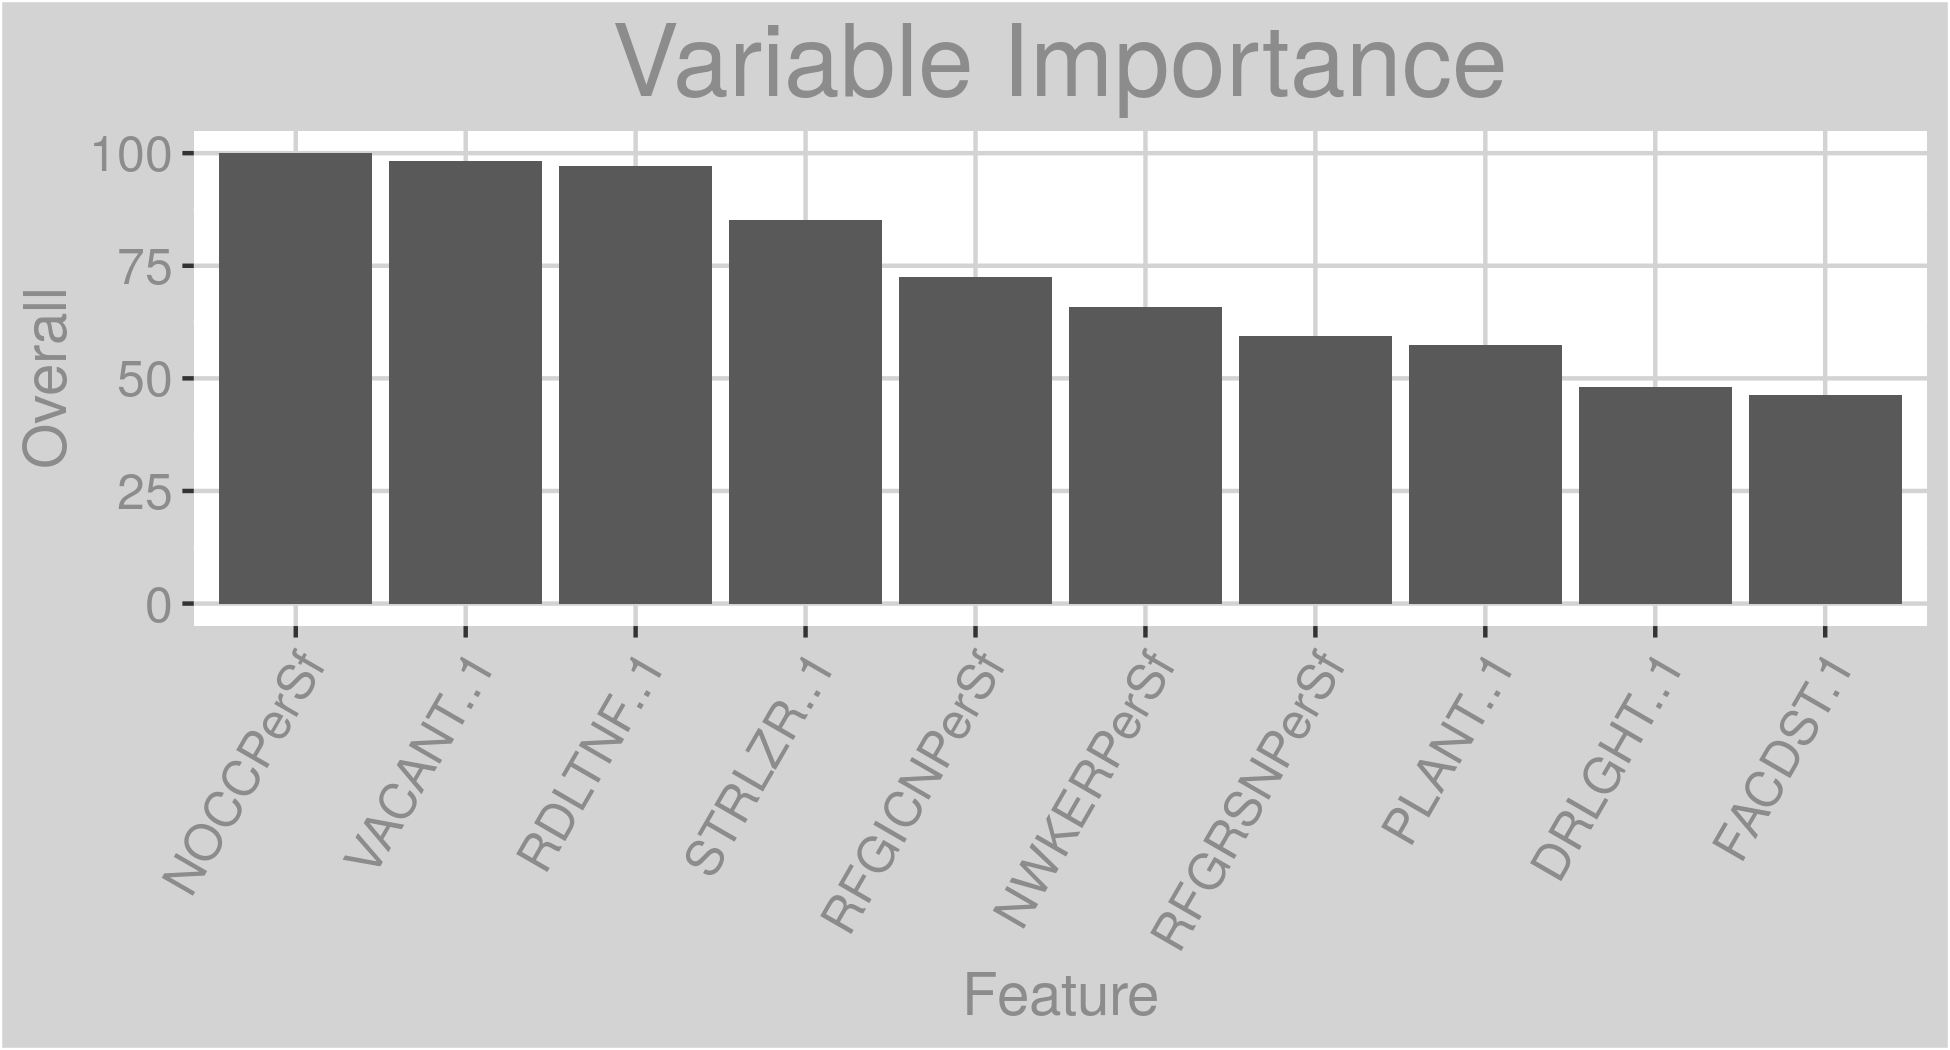 Variable Importance
Overall
100
75
50
25
0
NOCCPerSf
VACANT..1
RDLTNF..1
STRLZR..1
RFGICNPerSf
NWKERPerSf
RFGRSNPerSf
PLANT..1
DRLGHT..1
FACDST.1
Feature